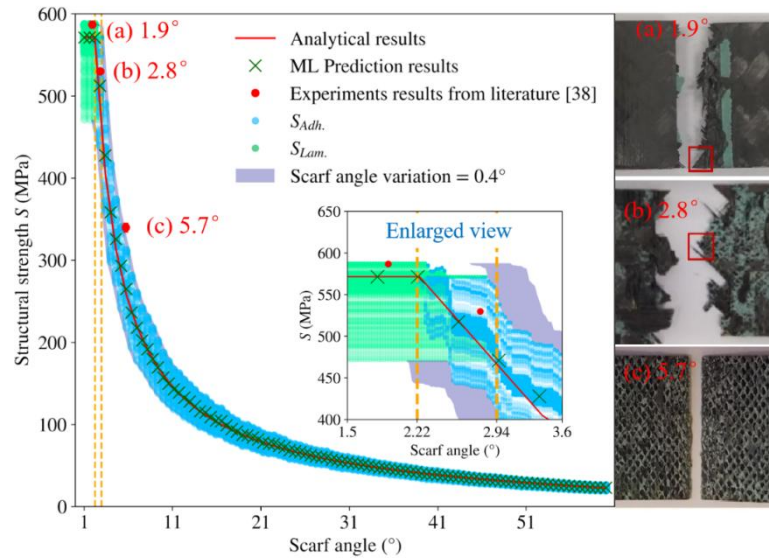 600
500
400
300
200
100
0
Structural strength S (MPa)
1
11
21
31
41
51
Scarf angle (°)
(a) 1.9°
(b) 2.8°
(c) 5.7°
Analytical results
ML Prediction results
Experiments results from literature [38]
S_Adh.
S_Lam.
Scarf angle variation = 0.4°
Enlarged view
650
600
550
500
450
400
S (MPa)
1.5
2.22
2.94
3.6
Scarf angle (°)
(a) 1.9°
(b) 2.8°
(c) 5.7°